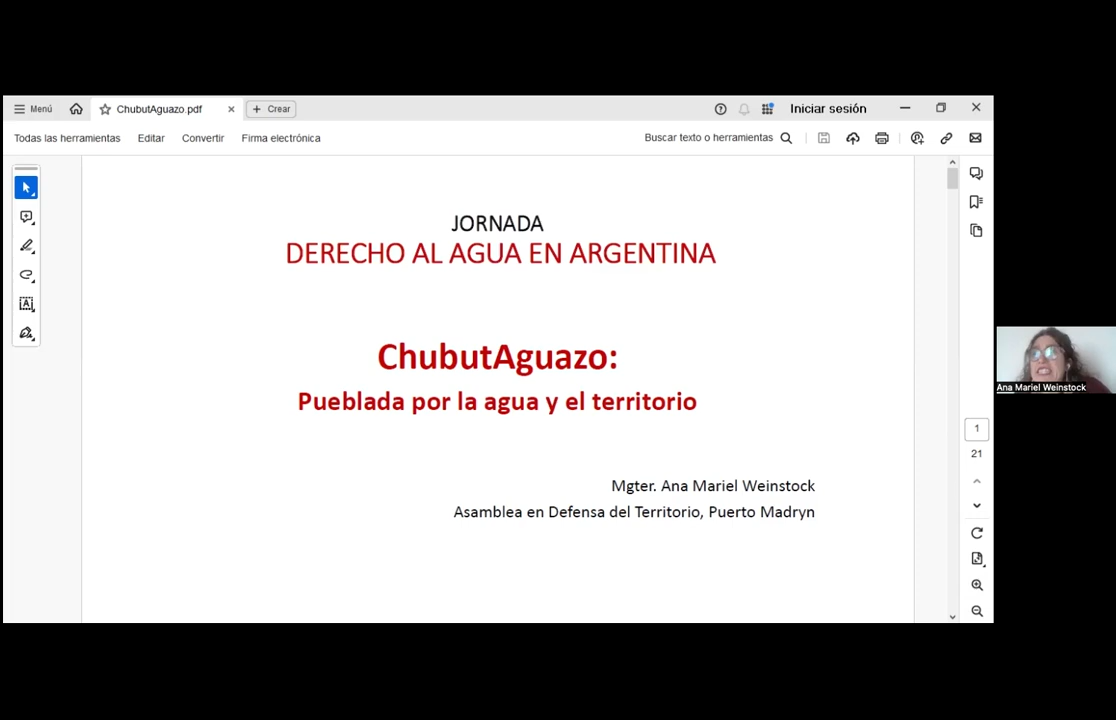 Menú
ChubutAguazo.pdf
Crear
Iniciar sesión
Todas las herramientas
Editar
Convertir
Firma electrónica
Buscar texto o herramientas
JORNADA
DERECHO AL AGUA EN ARGENTINA
ChubutAguazo:
Pueblada por la agua y el territorio
Mgter. Ana Mariel Weinstock
Asamblea en Defensa del Territorio, Puerto Madryn
Ana Mariel Weinstock
1
21